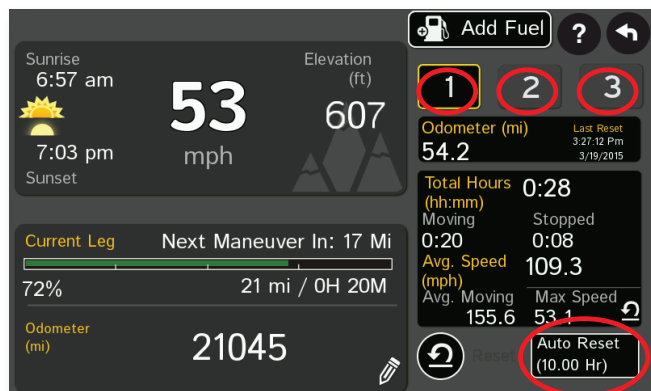 Sunrise
6:57 am
53
mph
7:03 pm
Sunset
Elevation
(ft)
607
Current Leg Next Maneuver In: 17 Mi
72% 21 mi / 0H 20M
Odometer
(mi)
21045
Add Fuel ?
1 2 3
Odometer (mi) Last Reset
54.2 3:27:12 Pm
3/19/2015
Total Hours 0:28
(hh:mm)
Moving Stopped
0:20 0:08
Avg. Speed 109.3
(mph)
Avg. Moving Max Speed
155.6 53.1
Reset Auto Reset
(10.00 Hr)